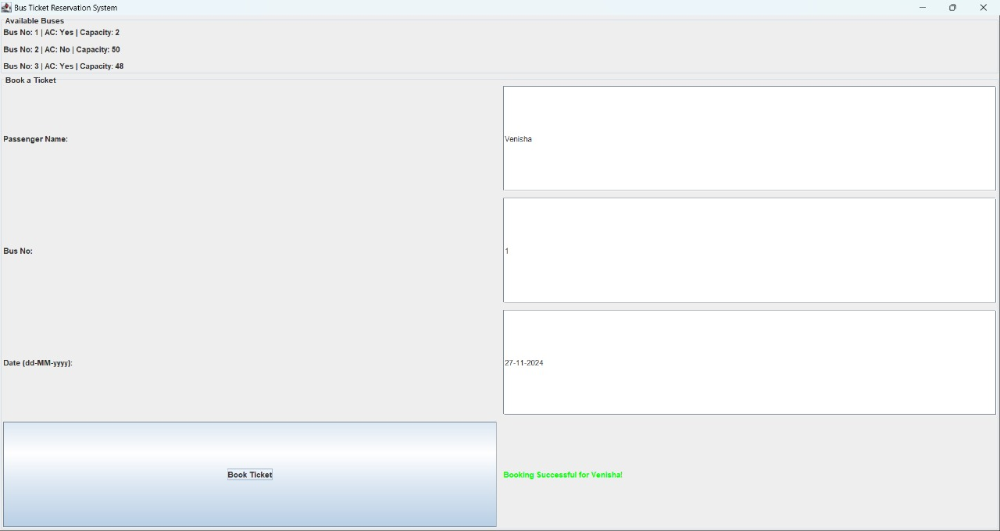 Bus Ticket Reservation System
Available Buses
Bus No: 1 | AC: Yes | Capacity: 2
Bus No: 2 | AC: No | Capacity: 50
Bus No: 3 | AC: Yes | Capacity: 48
Book a Ticket
Passenger Name: Venisha
Bus No: 1
Date (dd-MM-yyyy): 27-11-2024
Book Ticket Booking Successful for Venisha!